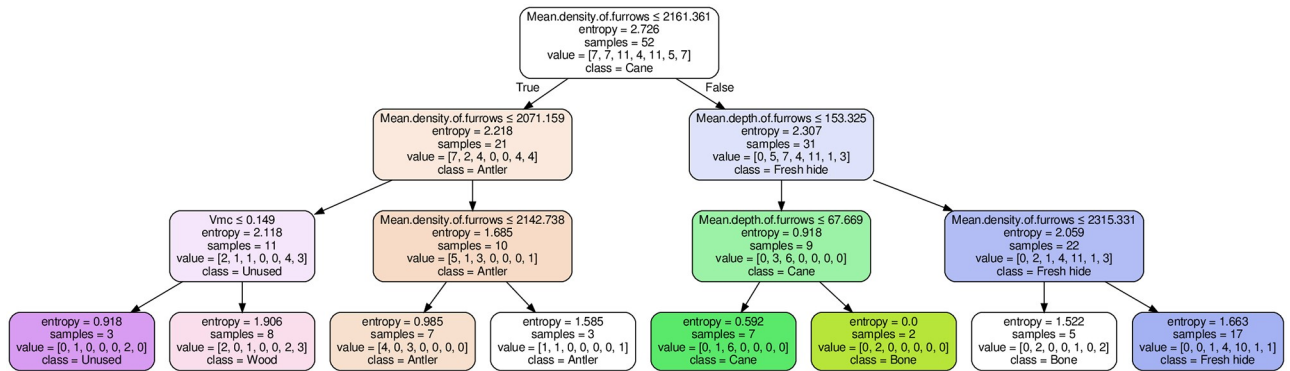 Mean.density.of.furrows ≤ 2161.361
entropy = 2.726
samples = 52
value = [7, 7, 11, 4, 11, 5, 7]
class = Cane
True
False
Mean.density.of.furrows ≤ 2071.159
entropy = 2.218
samples = 21
value = [7, 2, 4, 0, 0, 4, 4]
class = Antler
Mean.depth.of.furrows ≤ 153.325
entropy = 2.307
samples = 31
value = [0, 5, 7, 4, 11, 1, 3]
class = Fresh hide
Vmc ≤ 0.149
entropy = 2.118
samples = 11
value = [2, 1, 1, 0, 0, 4, 3]
class = Unused
Mean.density.of.furrows ≤ 2142.738
entropy = 1.685
samples = 10
value = [5, 1, 3, 0, 0, 0, 1]
class = Antler
Mean.depth.of.furrows ≤ 67.669
entropy = 0.918
samples = 9
value = [0, 3, 6, 0, 0, 0, 0]
class = Cane
Mean.density.of.furrows ≤ 2315.331
entropy = 2.059
samples = 22
value = [0, 2, 1, 4, 11, 1, 3]
class = Fresh hide
entropy = 0.918
samples = 3
value = [0, 1, 0, 0, 0, 2, 0]
class = Unused
entropy = 1.906
samples = 8
value = [2, 0, 1, 0, 0, 2, 3]
class = Wood
entropy = 0.985
samples = 7
value = [4, 0, 3, 0, 0, 0, 0]
class = Antler
entropy = 1.585
samples = 3
value = [1, 1, 0, 0, 0, 0, 1]
class = Antler
entropy = 0.592
samples = 7
value = [0, 1, 6, 0, 0, 0, 0]
class = Cane
entropy = 0.0
samples = 2
value = [0, 2, 0, 0, 0, 0, 0]
class = Bone
entropy = 1.522
samples = 5
value = [0, 2, 0, 0, 1, 0, 2]
class = Bone
entropy = 1.663
samples = 17
value = [0, 0, 1, 4, 10, 1, 1]
class = Fresh hide